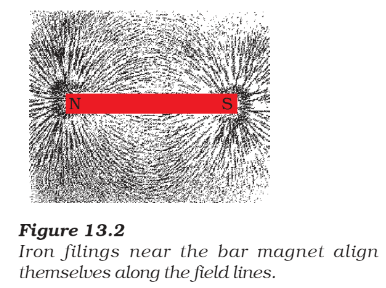 N S
Figure 13.2
Iron filings near the bar magnet align
themselves along the field lines.